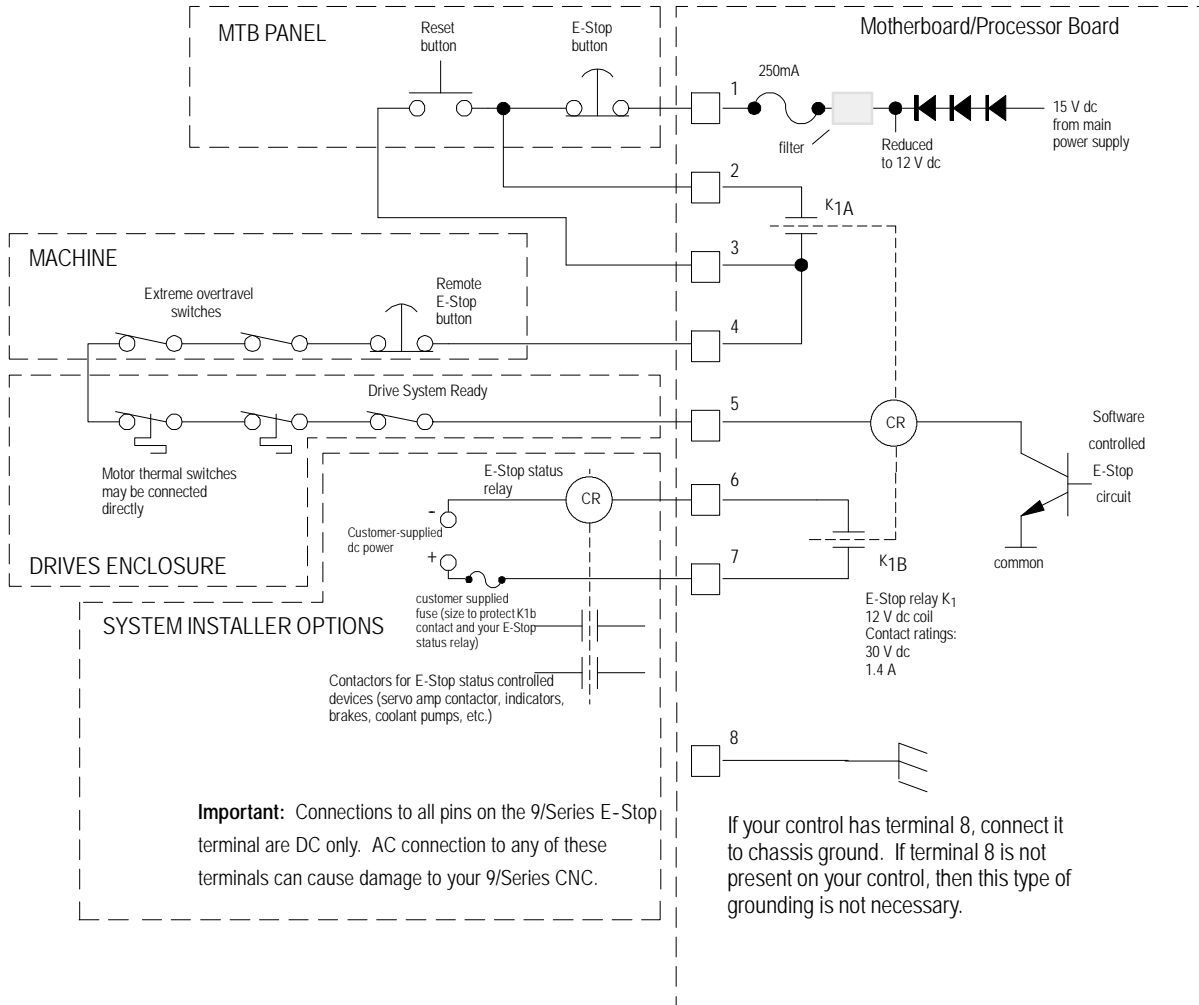 MTB PANEL
Reset
button
E-Stop
button
Motherboard/Processor Board
250mA
1
15 V dc
from main
power supply
filter
Reduced
to 12 V dc
2
K1A
3
MACHINE
Extreme overtravel
switches
Remote
E-Stop
button
4
Drive System Ready
5
CR
Software
controlled
E-Stop
circuit
Motor thermal switches
may be connected
directly
DRIVES ENCLOSURE
E-Stop status
relay
CR
6
-
Customer-supplied
dc power
+
7
K1B
common
customer supplied
fuse (size to protect K1b
contact and your E-Stop
status relay)
E-Stop relay K1
12 V dc coil
Contact ratings:
30 V dc
1.4 A
SYSTEM INSTALLER OPTIONS
Contactors for E-Stop status controlled
devices (servo amp contactor, indicators,
brakes, coolant pumps, etc.)
8
Important: Connections to all pins on the 9/Series E-Stop
terminal are DC only. AC connection to any of these
terminals can cause damage to your 9/Series CNC.
If your control has terminal 8, connect it
to chassis ground. If terminal 8 is not
present on your control, then this type of
grounding is not necessary.